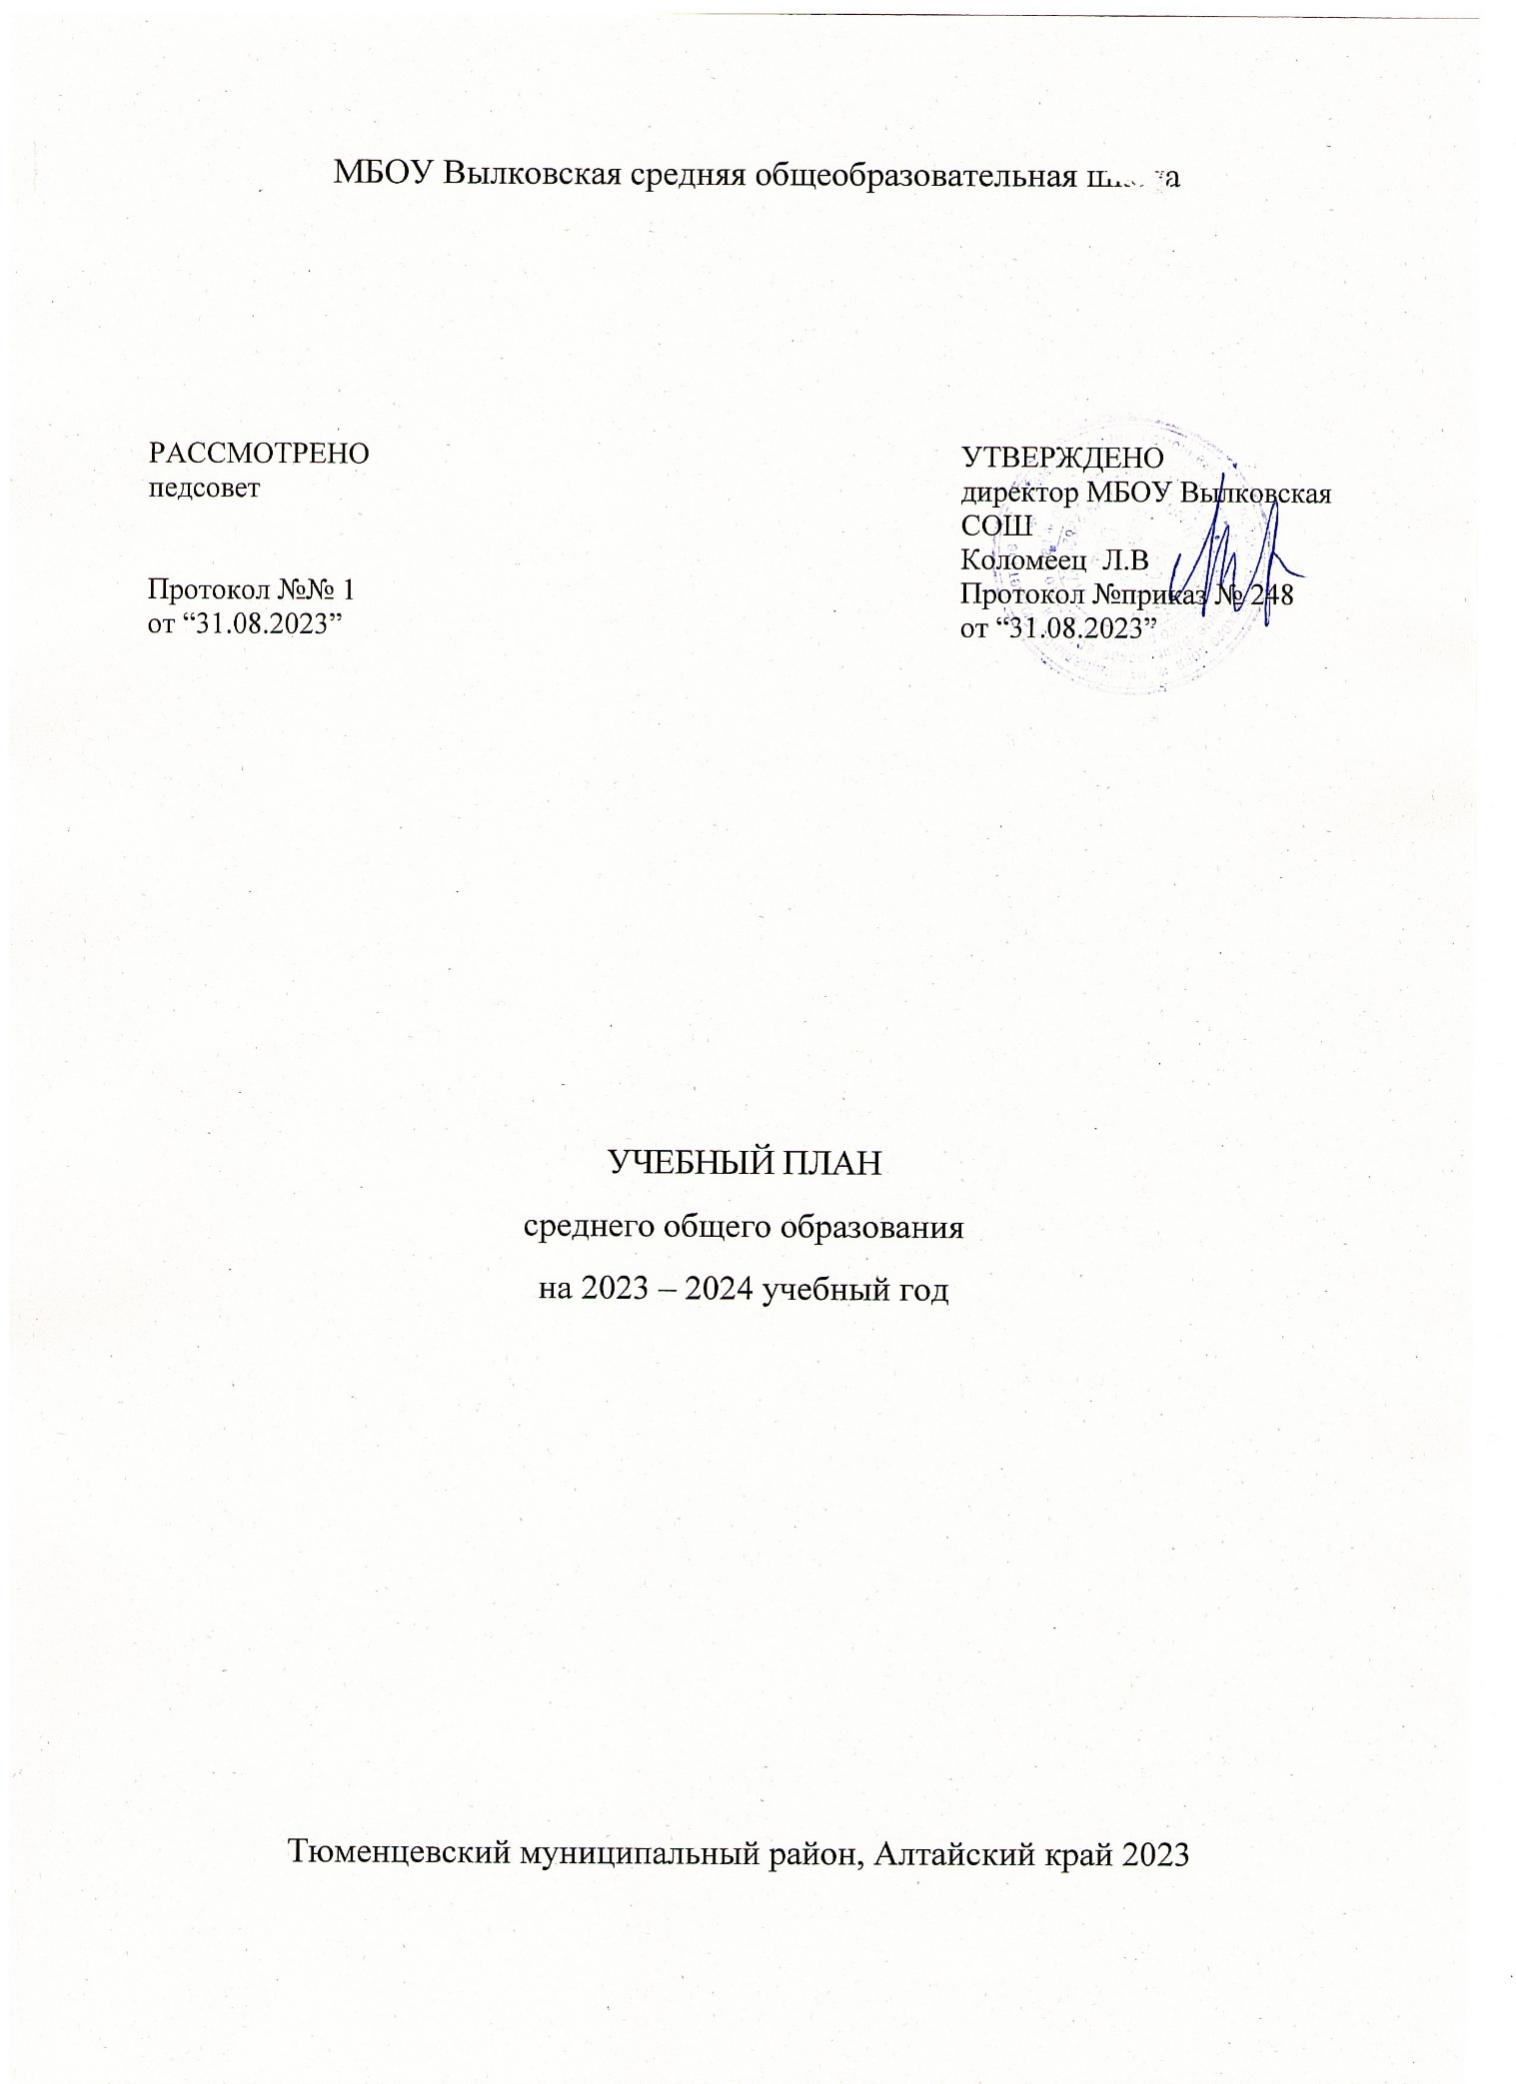 МБОУ Вылковская средняя общеобразовательная
РАССМОТРЕНО
педсовет
Протокол №№ 1
от “31.08.2023”
УТВЕРЖДЕНО
директор МБОУ Вылковская
СОШ
Коломеец Л.В
Протокол №приказ № 248
от “31.08.2023”
УЧЕБНЫЙ ПЛАН
среднего общего образования
на 2023 – 2024 учебный год
Тюменцевский муниципальный район, Алтайский край 2023